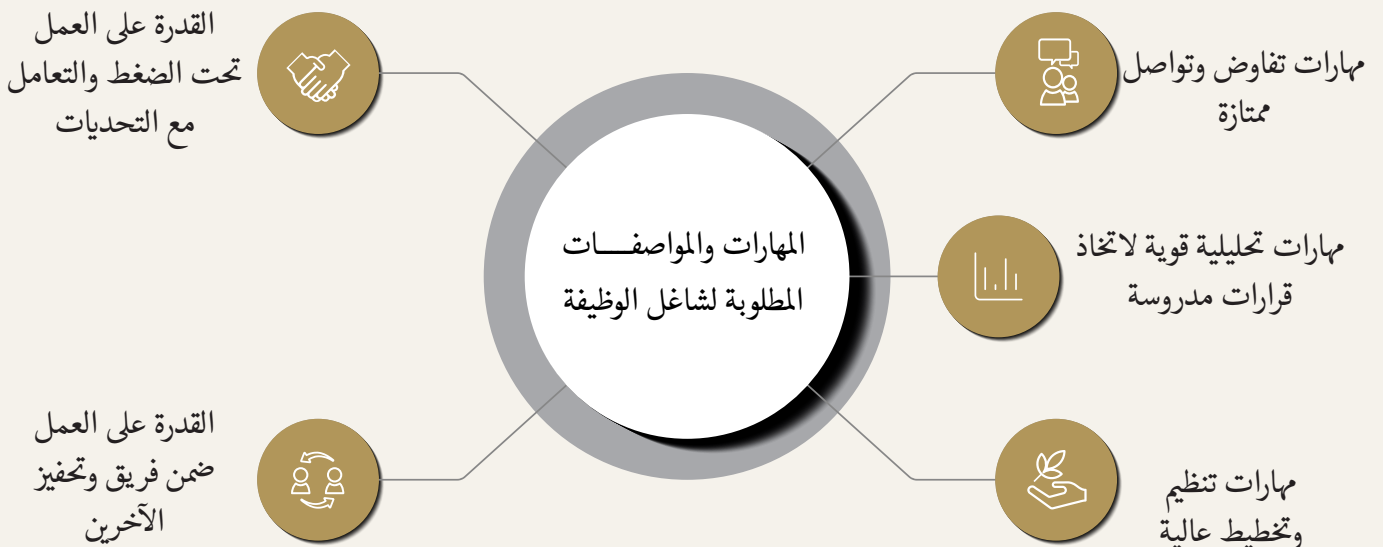 المهارات والمواصفــــات
المطلوبة لشاغل الوظيفة
مهارات تفاوض وتواصل
ممتازة
مهارات تحليلية قوية لاتخاذ
قرارات مدروسة
مهارات تنظيم
وتخطيط عالية
القدرة على العمل
تحت الضغط والتعامل
مع التحديات
القدرة على العمل
ضمن فريق وتحفيز
الآخرين